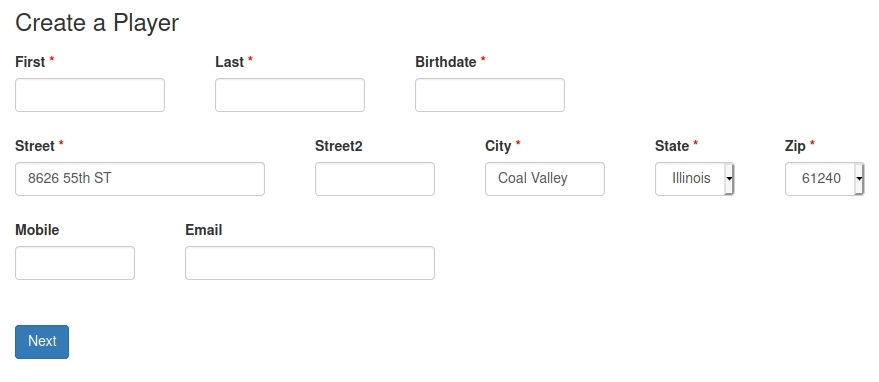 Create a Player
First * Last * Birthdate *
Street * Street2 City * State * Zip *
8626 55th ST Coal Valley Illinois 61240
Mobile Email
Next